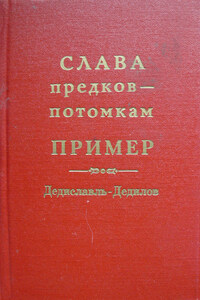 СЛАВА
предков—
потомкам
ПРИМЕР
Дедиславль-Дедилов